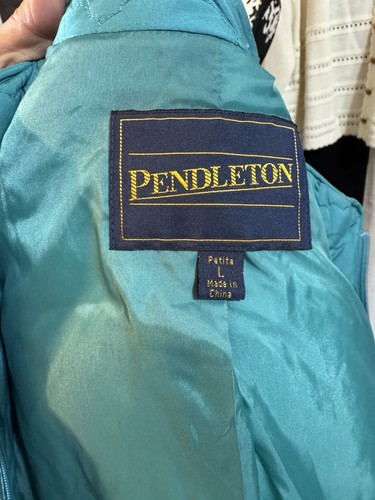 PENDLETON
Petite
L
Made in
China